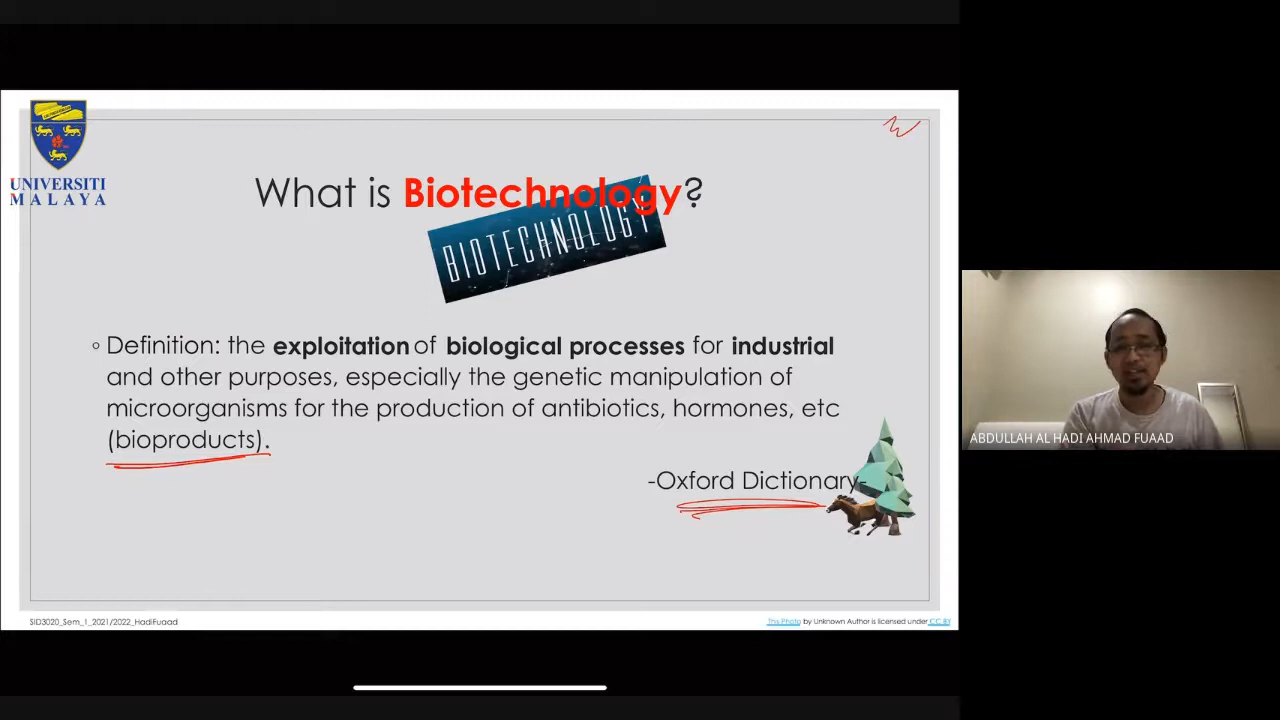 UNIVERSITI
MALAYA
What is Biotechnology?
BIOTECHNOLOGY
◦ Definition: the exploitation of biological processes for industrial
and other purposes, especially the genetic manipulation of
microorganisms for the production of antibiotics, hormones, etc
(bioproducts).
-Oxford Dictionary-
SID3020_Sem_1_2021/2022_HadiFuaad
This Photo by Unknown Author is licensed under CC BY
ABDULLAH AL HADI AHMAD FUAAD